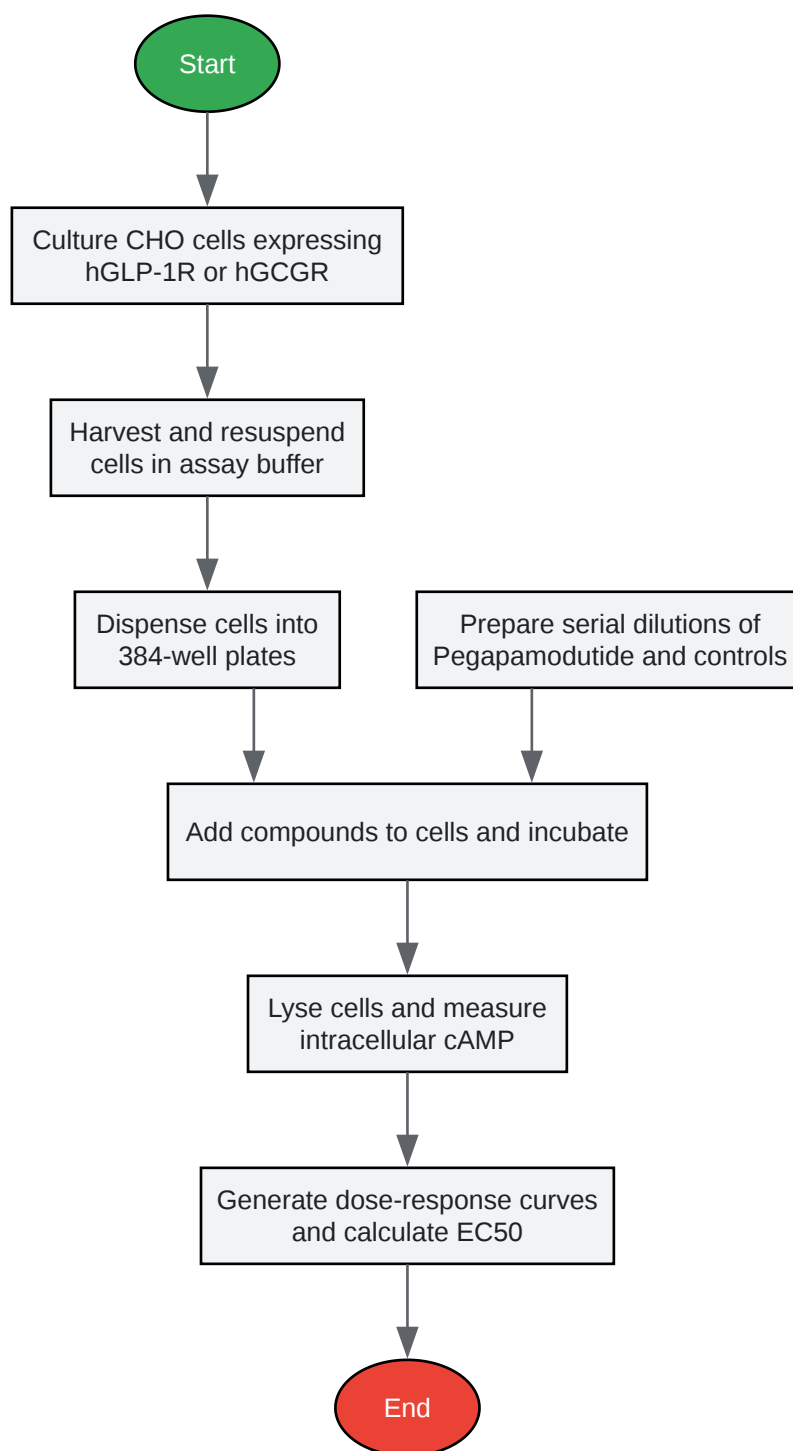 Start
Culture CHO cells expressing
hGLP-1R or hGCGR
Harvest and resuspend
cells in assay buffer
Dispense cells into
384-well plates
Prepare serial dilutions of
Pegapamodutide and controls
Add compounds to cells and incubate
Lyse cells and measure
intracellular cAMP
Generate dose-response curves
and calculate EC50
End